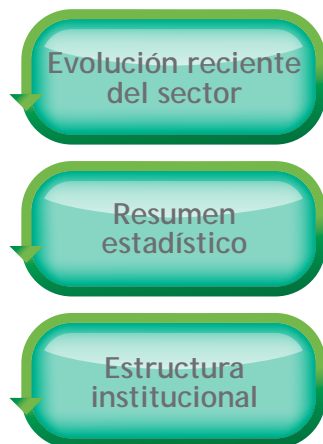 Evolución reciente
del sector
Resumen
estadístico
Estructura
institucional